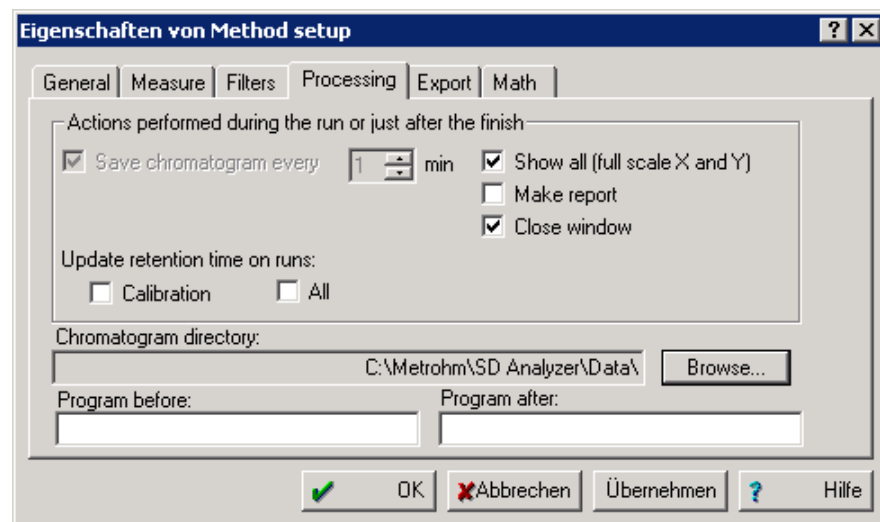 Eigenschaften von Method setup
General Measure Filters Processing Export Math
Actions performed during the run or just after the finish
Save chromatogram every 1 min Show all (full scale X and Y)
Make report
Close window
Update retention time on runs:
Calibration All
Chromatogram directory:
C:\Metrohm\SD Analyzer\Data\ Browse...
Program before: Program after:
OK Abbrechen Übernehmen ? Hilfe